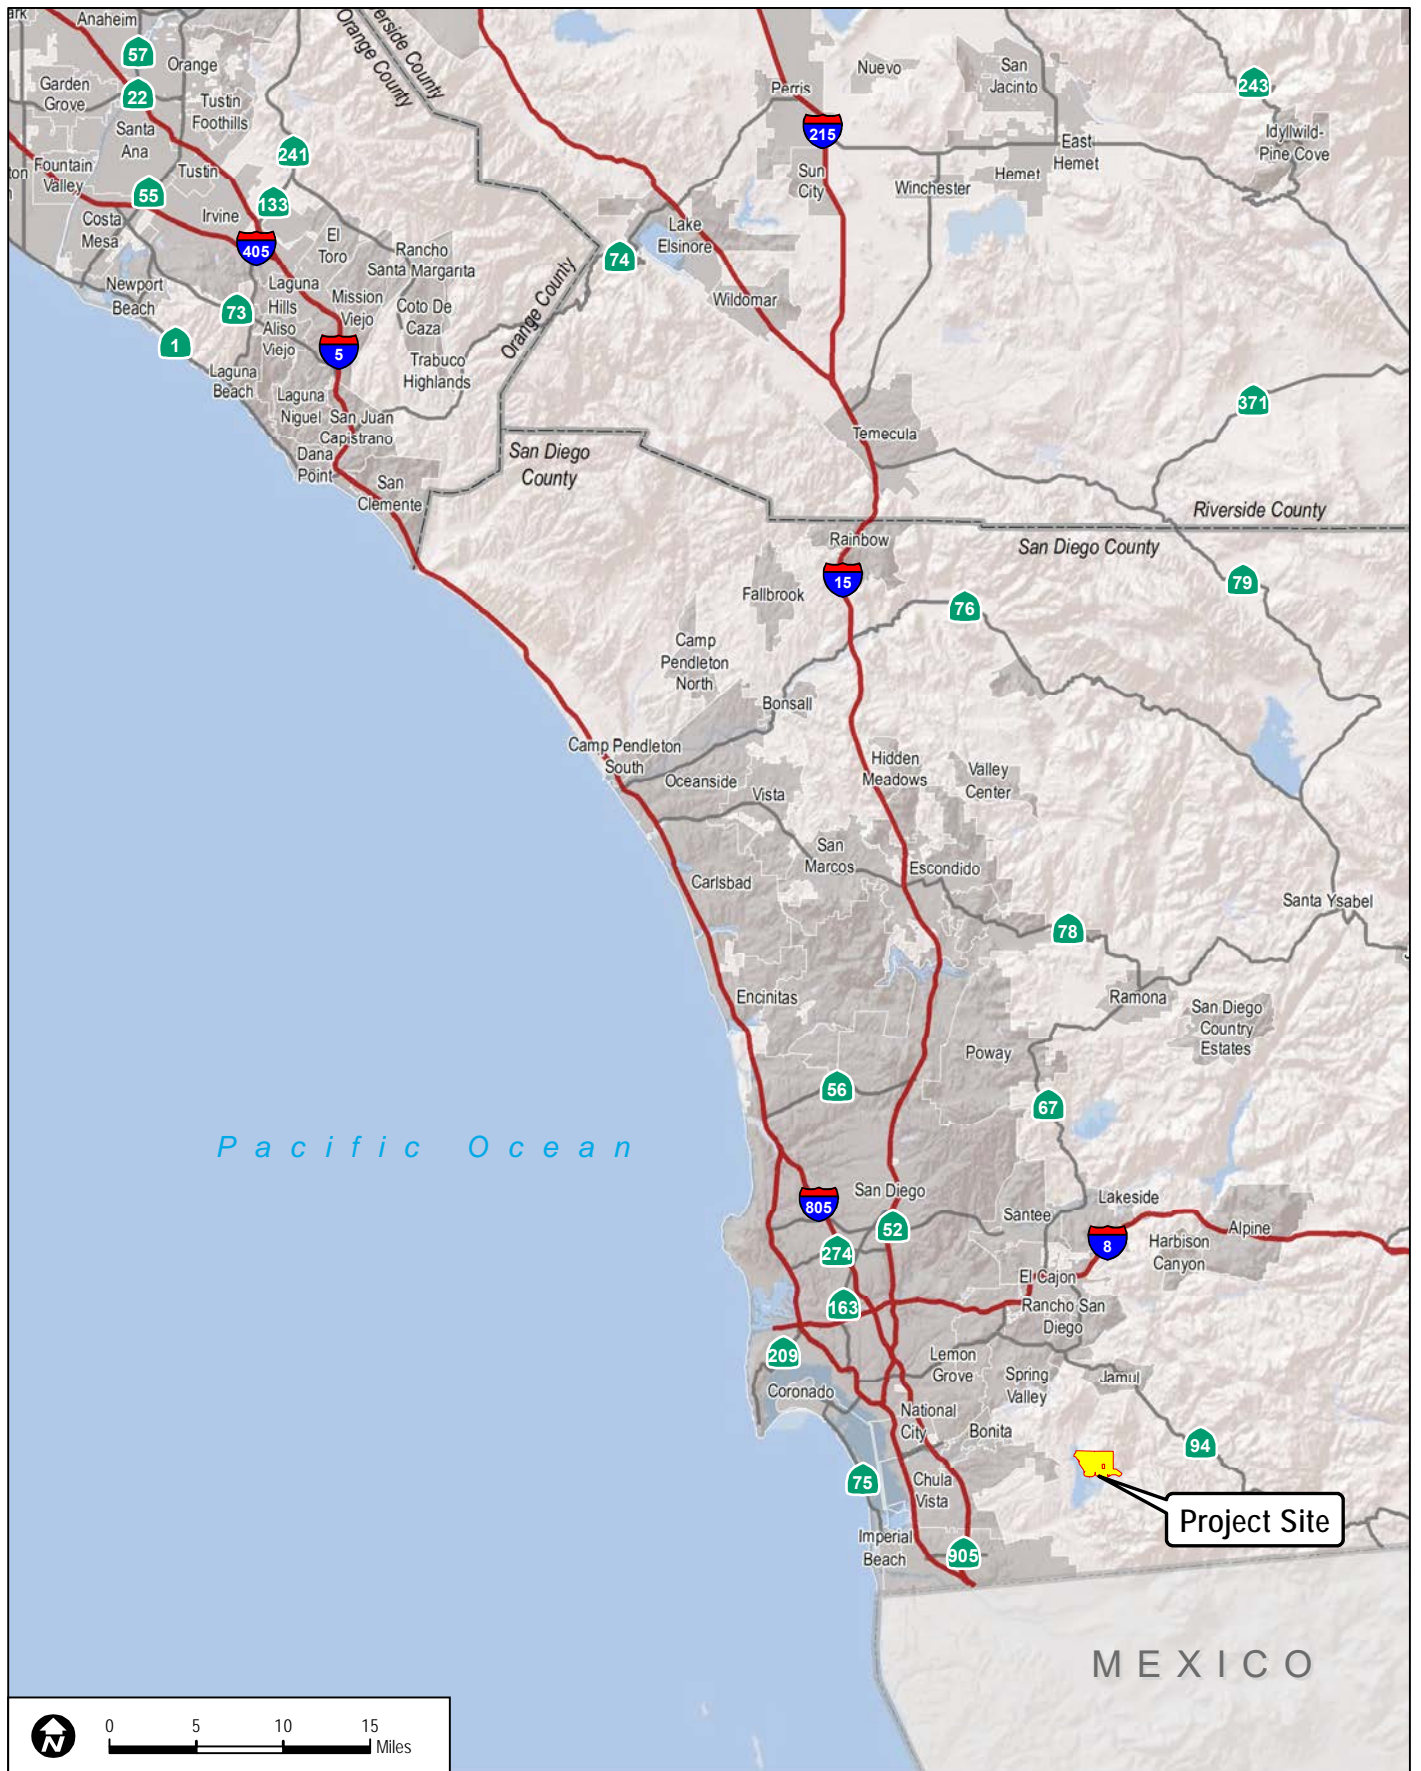 Anaheim
57
Orange
Garden
Grove
22
Tustin
Foothills
Santa
Ana
241
Fountain
Valley
Tustin
55
133
Costa
Mesa
Irvine
405
El
Toro
Rancho
Santa Margarita
Newport
Beach
Laguna
Hills
Mission
Viejo
Coto De
Caza
73
Aliso
Viejo
1
5
Trabuco
Highlands
Laguna
Beach
Laguna
Niguel
San Juan
Capistrano
Dana
Point
San
Clemente
Riverside County
Orange County
Orange County
74
Lake
Elsinore
Wildomar
Perris
Nuevo
San
Jacinto
243
215
Idyllwild-
Pine Cove
East
Hemet
Hemet
Sun
City
Winchester
371
Temecula
San Diego
County
Riverside County
San Diego County
Rainbow
15
79
Fallbrook
76
Camp
Pendleton
North
Bonsall
Camp Pendleton
South
Oceanside
Vista
Hidden
Meadows
Valley
Center
San
Marcos
Escondido
Carlsbad
Santa Ysabel
78
Encinitas
Ramona
San Diego
Country
Estates
Poway
56
67
Pacific Ocean
San Diego
805
Lakeside
Santee
52
274
8
Harbison
Canyon
Alpine
El Cajon
163
Rancho San
Diego
209
Lemon
Grove
Spring
Valley
Jamul
Coronado
National
City
Bonita
94
75
Chula
Vista
Project Site
Imperial
Beach
905
MEXICO
N
0 5 10 15
Miles